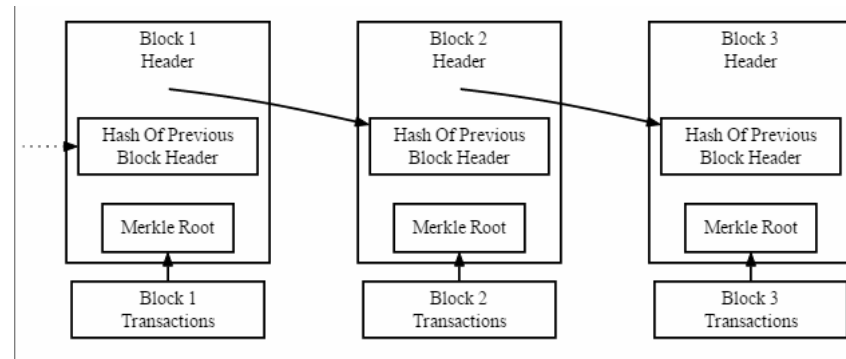 Block 1
Header
Hash Of Previous
Block Header
Merkle Root
Block 1
Transactions
Block 2
Header
Hash Of Previous
Block Header
Merkle Root
Block 2
Transactions
Block 3
Header
Hash Of Previous
Block Header
Merkle Root
Block 3
Transactions